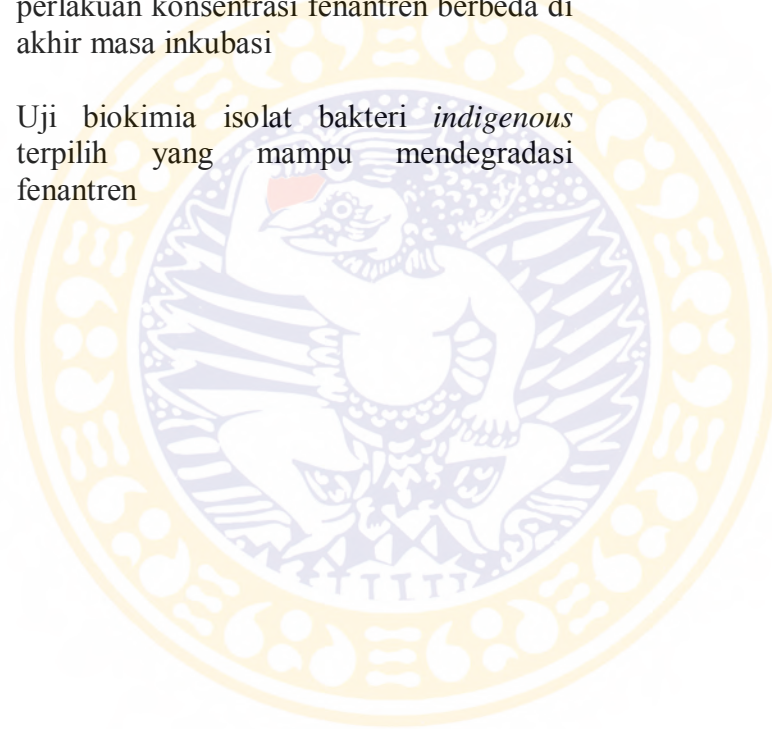 perlakuan konsentrasi fenantren berbeda di
akhir masa inkubasi
Uji biokimia isolat bakteri indigenous
terpilih yang mampu mendegradasi
fenantren